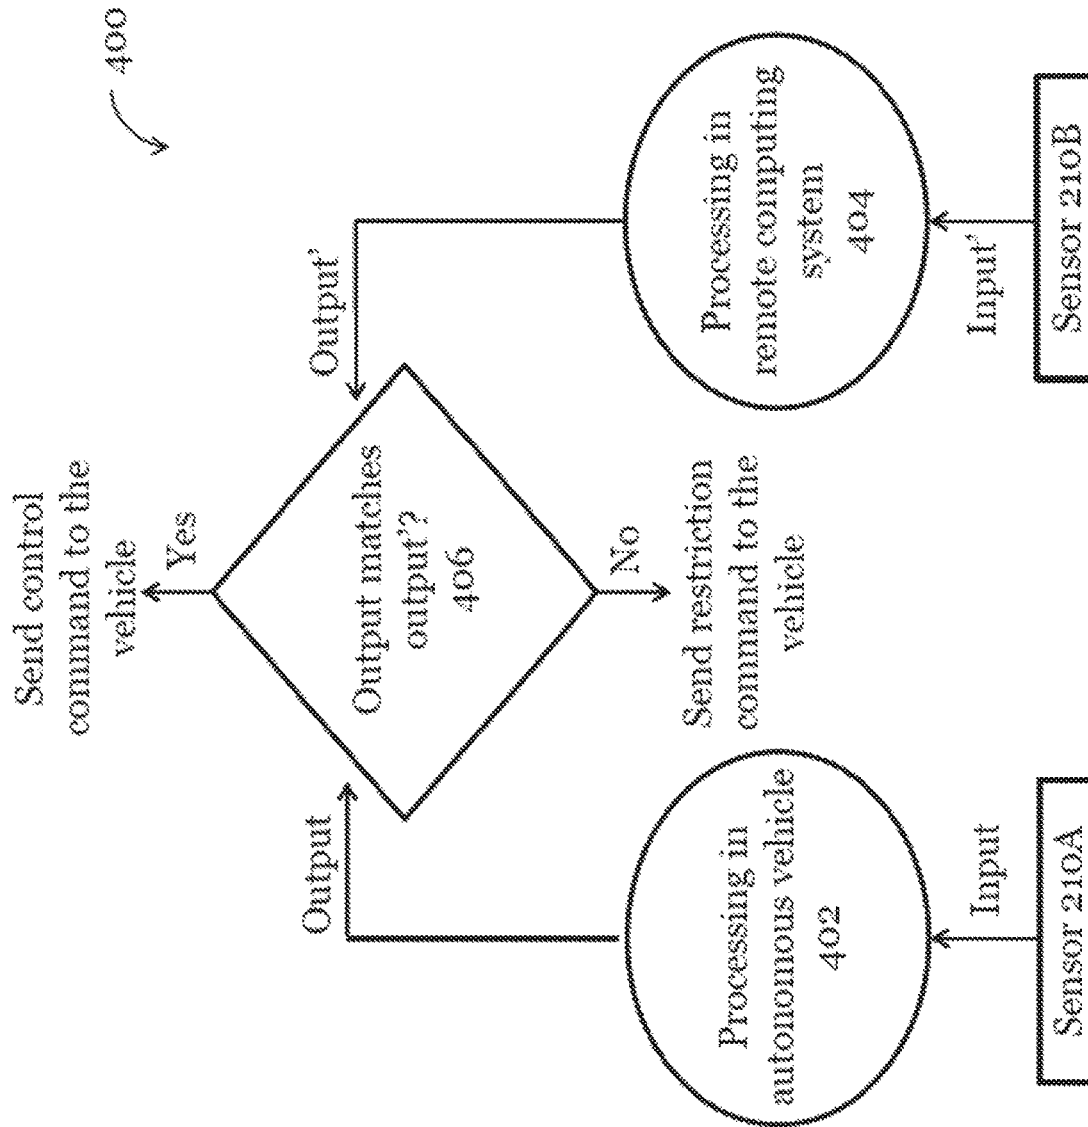 400
Send control
command to the
vehicle
Yes
Output
Output'
Output matches
output'?
406
No
Send restriction
command to the
vehicle
Processing in
autonomous vehicle
402
Processing in
remote computing
system
404
Input
Input'
Sensor 210A
Sensor 210B